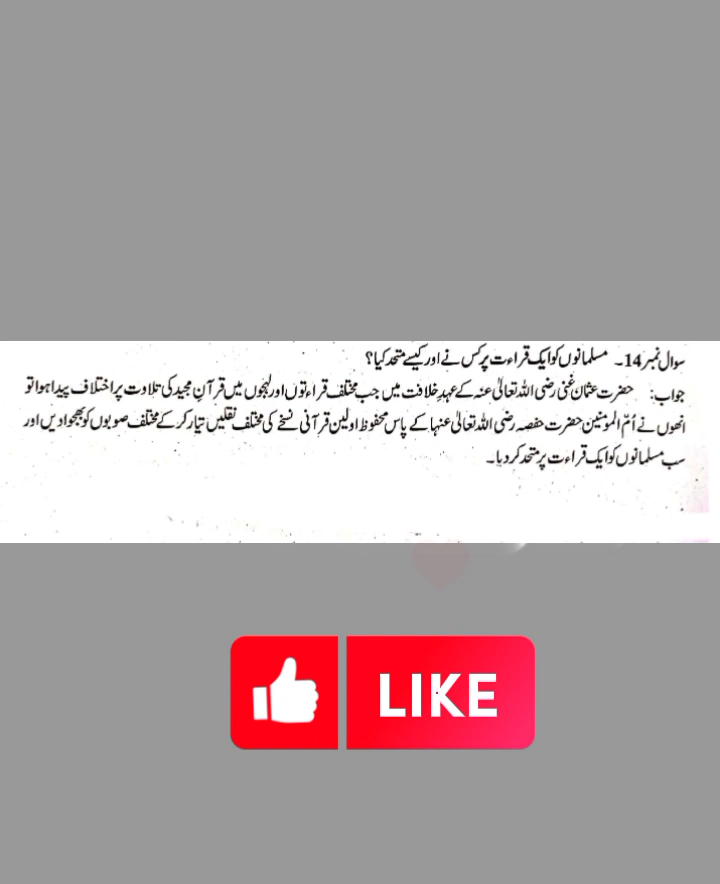 سوال نمبر14۔ مسلمانوں کو ایک قراءت پر کس نے اور کیسے متحد کیا؟
جواب: حضرت عثمان غنی رضی اللہ تعالیٰ عنہ کے عہدِ خلافت میں جب مختلف قراءتوں اور لہجوں میں قرآنِ مجید کی تلاوت پر اختلاف پیدا ہوا تو
انھوں نے اُمّ المومنین حضرت حفصہ رضی اللہ تعالیٰ عنہا کے پاس محفوظ اولین قرآنی نسخے کی مختلف نقلیں تیار کر کے مختلف صوبوں کو بھجوا دیں اور
سب مسلمانوں کو ایک قراءت پر متحد کر دیا۔
LIKE